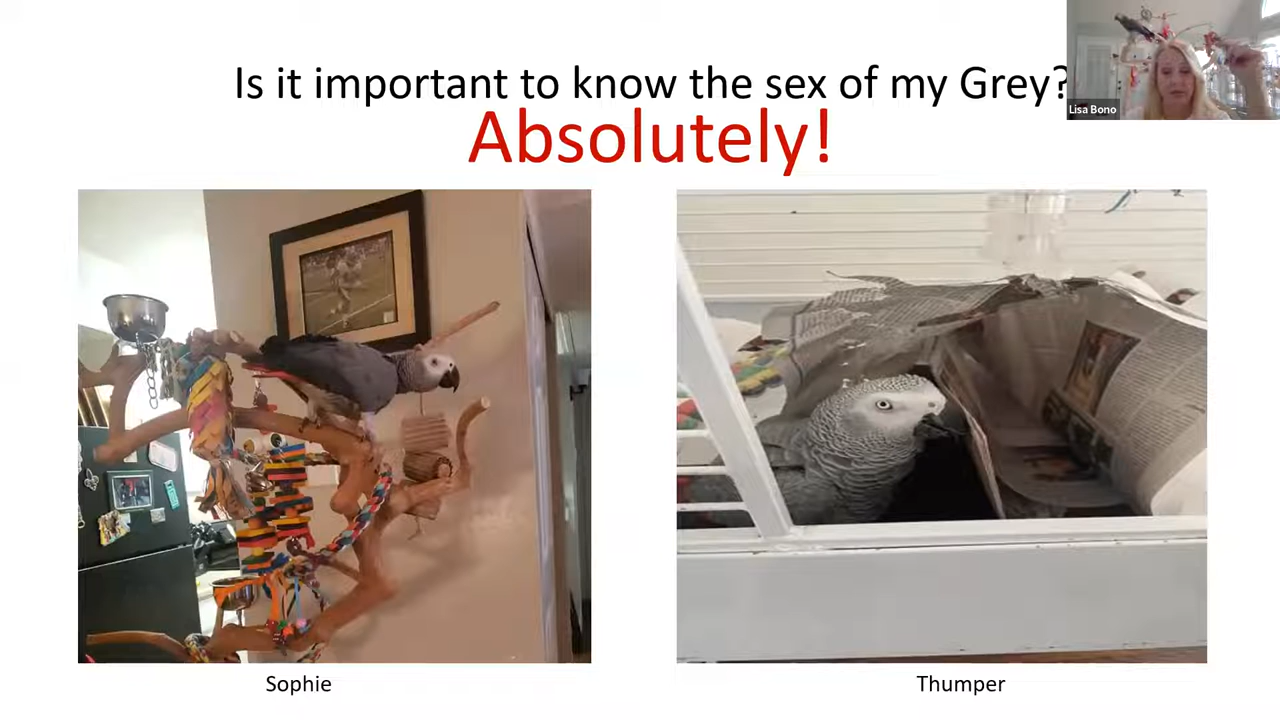 Is it important to know the sex of my Grey?
Absolutely!
Lisa Bono
Sophie
Thumper